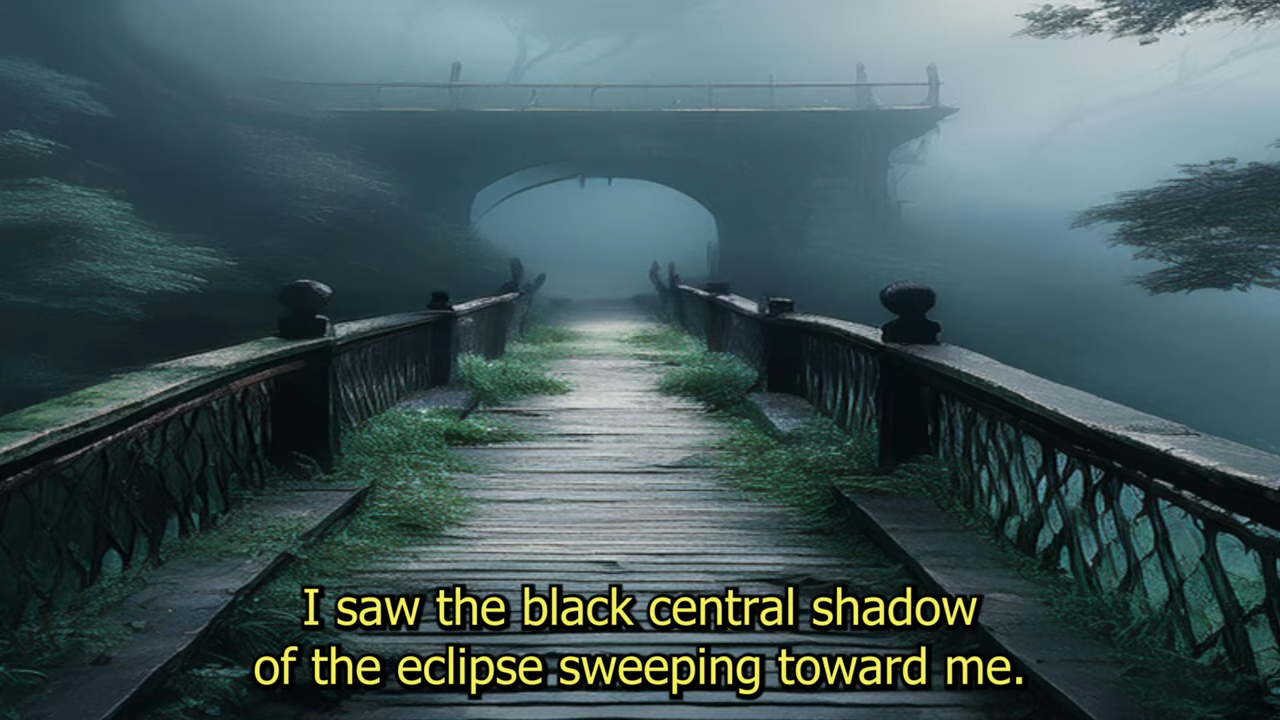 I saw the black central shadow
of the eclipse sweeping toward me.